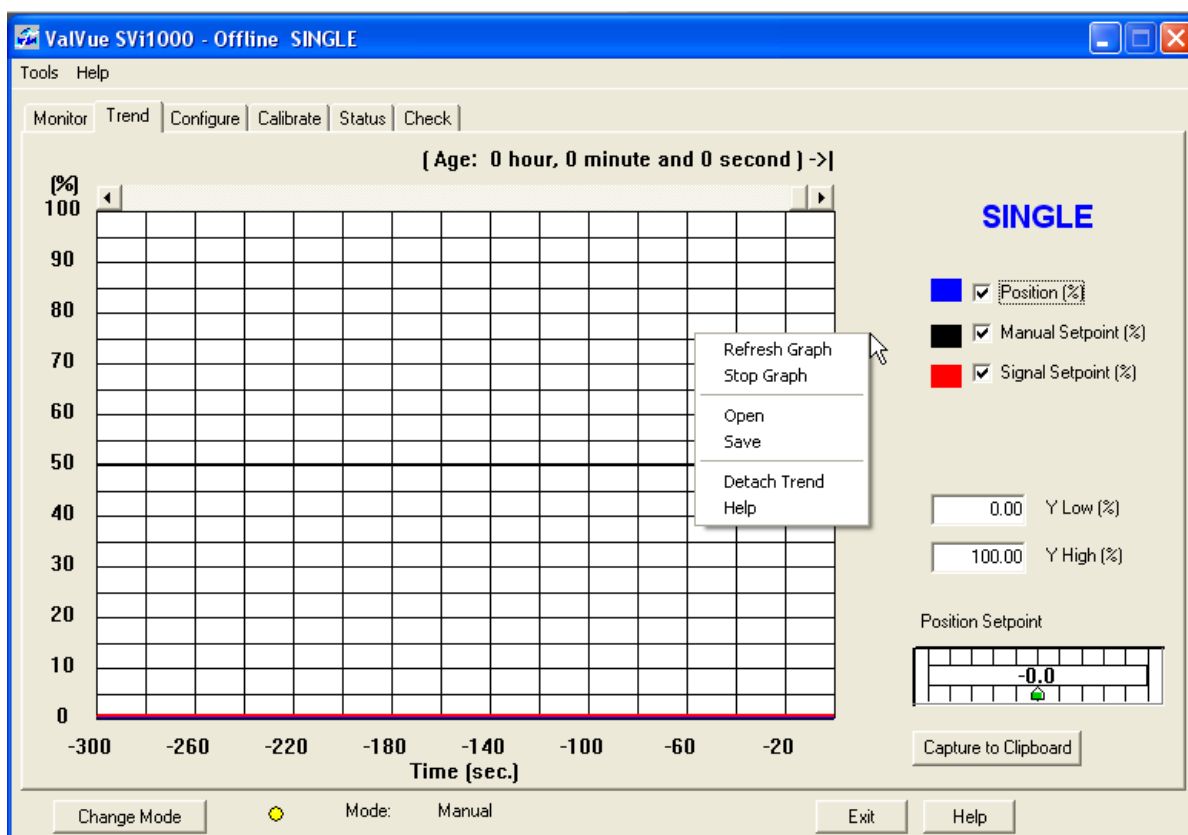 ValVue SVi1000 - Offline SINGLE
Tools Help
Monitor Trend Configure Calibrate Status Check
( Age: 0 hour, 0 minute and 0 second ) ->|
(%)
100
90
80
70
60
50
40
30
20
10
0
-300 -260 -220 -180 -140 -100 -60 -20
Time (sec.)
Refresh Graph
Stop Graph
Open
Save
Detach Trend
Help
SINGLE
Position (%)
Manual Setpoint (%)
Signal Setpoint (%)
0.00 Y Low (%)
100.00 Y High (%)
Position Setpoint
-0.0
Capture to Clipboard
Change Mode Mode: Manual Exit Help